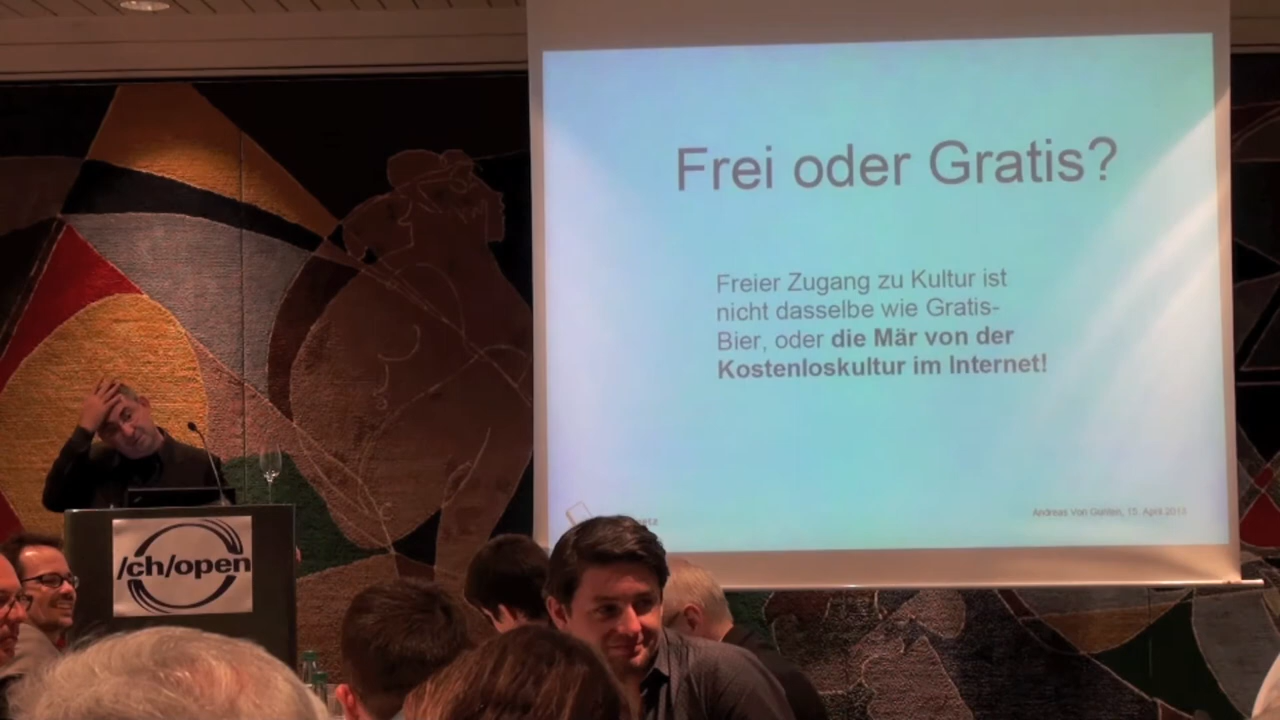 Frei oder Gratis?
Freier Zugang zu Kultur ist
nicht dasselbe wie Gratis-
Bier, oder die Mär von der
Kostenloskultur im Internet!
Andreas Von Gunten, 15. April 2013
/ch/open